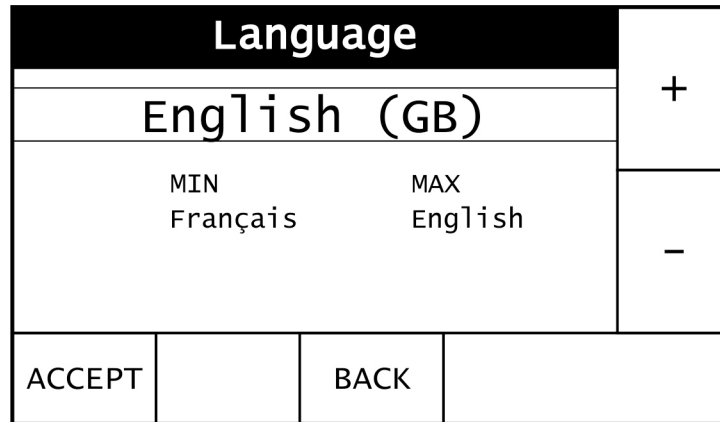 Language
+
English (GB)
MIN MAX
Français English
-
ACCEPT BACK